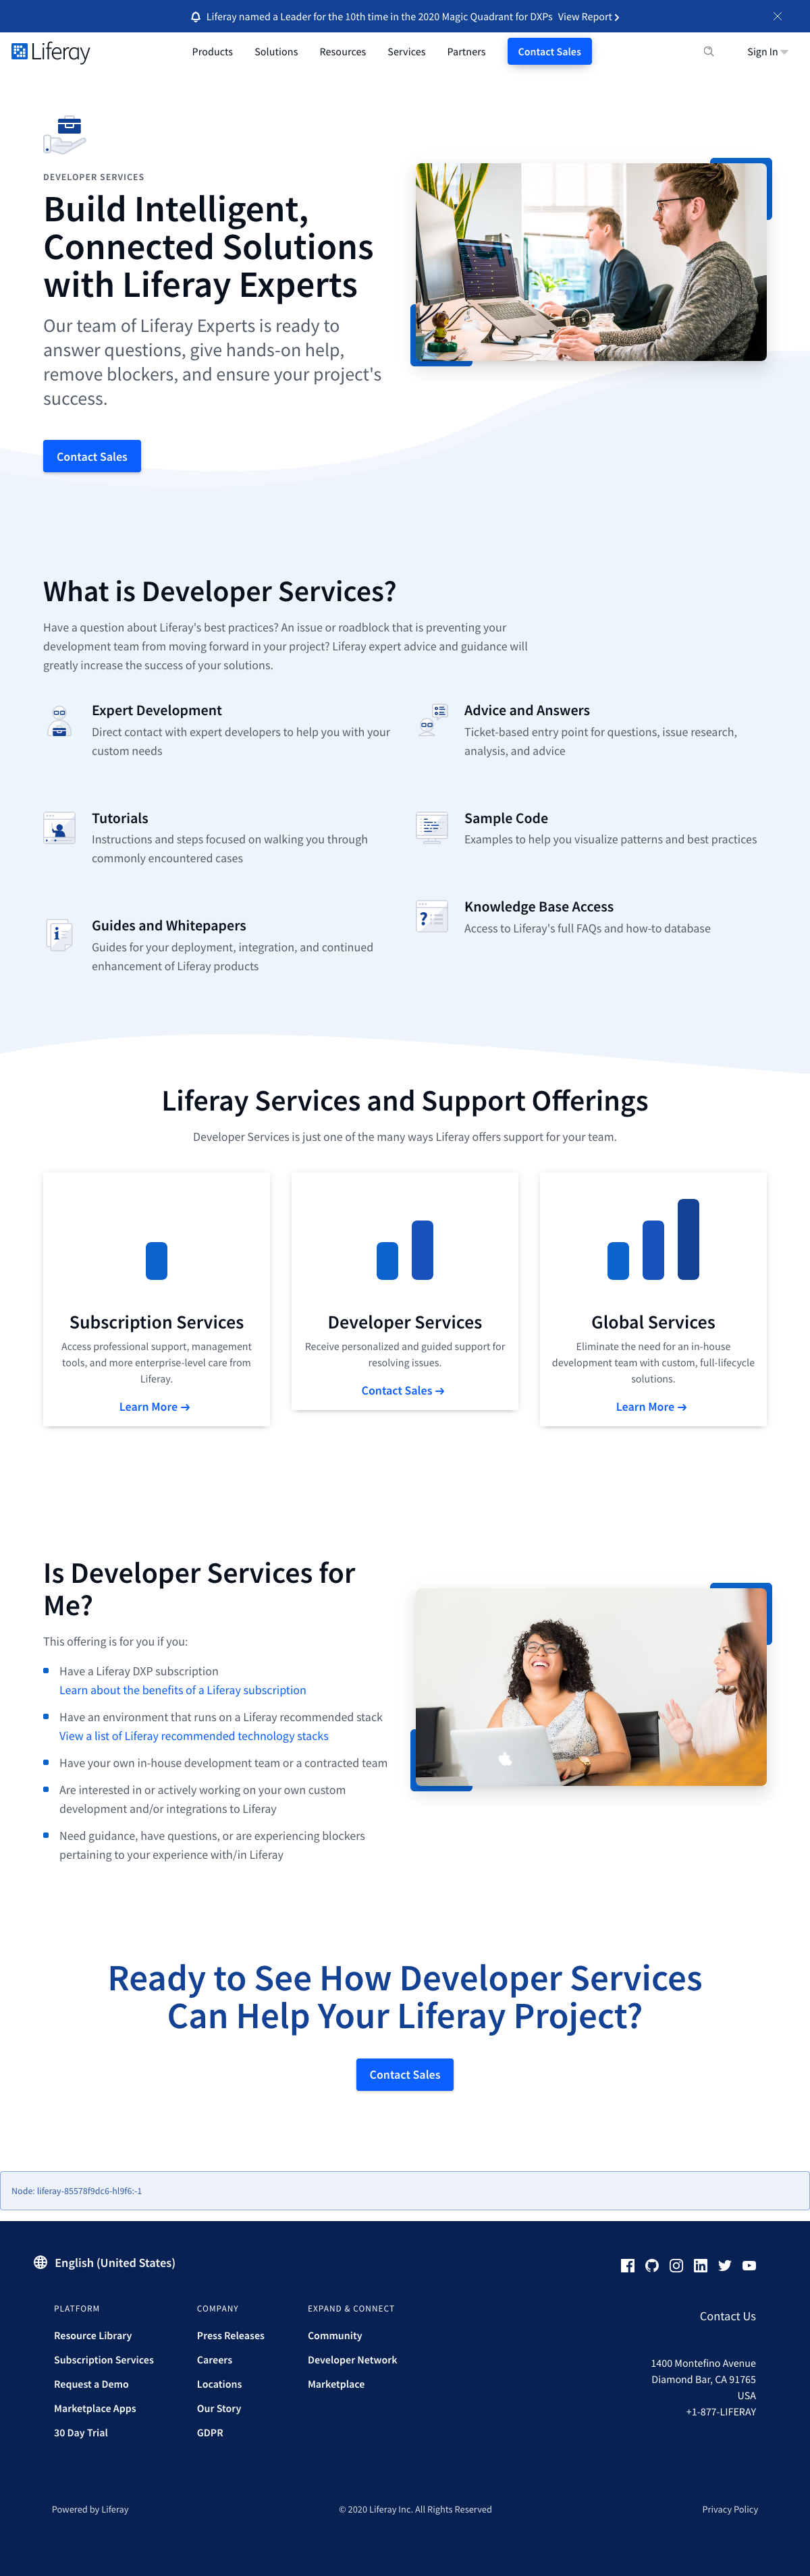 Liferay named a Leader for the 10th time in the 2020 Magic Quadrant for DXPs View Report
Liferay
Products Solutions Resources Services Partners Contact Sales Sign In
DEVELOPER SERVICES
Build Intelligent,
Connected Solutions
with Liferay Experts
Our team of Liferay Experts is ready to
answer questions, give hands-on help,
remove blockers, and ensure your project's
success.
Contact Sales
What is Developer Services?
Have a question about Liferay's best practices? An issue or roadblock that is preventing your
development team from moving forward in your project? Liferay expert advice and guidance will
greatly increase the success of your solutions.
Expert Development
Direct contact with expert developers to help you with your
custom needs
Advice and Answers
Ticket-based entry point for questions, issue research,
analysis, and advice
Tutorials
Instructions and steps focused on walking you through
commonly encountered cases
Sample Code
Examples to help you visualize patterns and best practices
Guides and Whitepapers
Guides for your deployment, integration, and continued
enhancement of Liferay products
Knowledge Base Access
Access to Liferay's full FAQs and how-to database
Liferay Services and Support Offerings
Developer Services is just one of the many ways Liferay offers support for your team.
Subscription Services
Access professional support, management
tools, and more enterprise-level care from
Liferay.
Learn More →
Developer Services
Receive personalized and guided support for
resolving issues.
Contact Sales →
Global Services
Eliminate the need for an in-house
development team with custom, full-lifecycle
solutions.
Learn More →
Is Developer Services for
Me?
This offering is for you if you:
Have a Liferay DXP subscription
Learn about the benefits of a Liferay subscription
Have an environment that runs on a Liferay recommended stack
View a list of Liferay recommended technology stacks
Have your own in-house development team or a contracted team
Are interested in or actively working on your own custom
development and/or integrations to Liferay
Need guidance, have questions, or are experiencing blockers
pertaining to your experience with/in Liferay
Ready to See How Developer Services
Can Help Your Liferay Project?
Contact Sales
Node: liferay-85578f9dc6-hl9f6:-1
English (United States)
PLATFORM
Resource Library
Subscription Services
Request a Demo
Marketplace Apps
30 Day Trial
COMPANY
Press Releases
Careers
Locations
Our Story
GDPR
EXPAND & CONNECT
Community
Developer Network
Marketplace
Contact Us
1400 Montefino Avenue
Diamond Bar, CA 91765
USA
+1-877-LIFERAY
Powered by Liferay
© 2020 Liferay Inc. All Rights Reserved
Privacy Policy